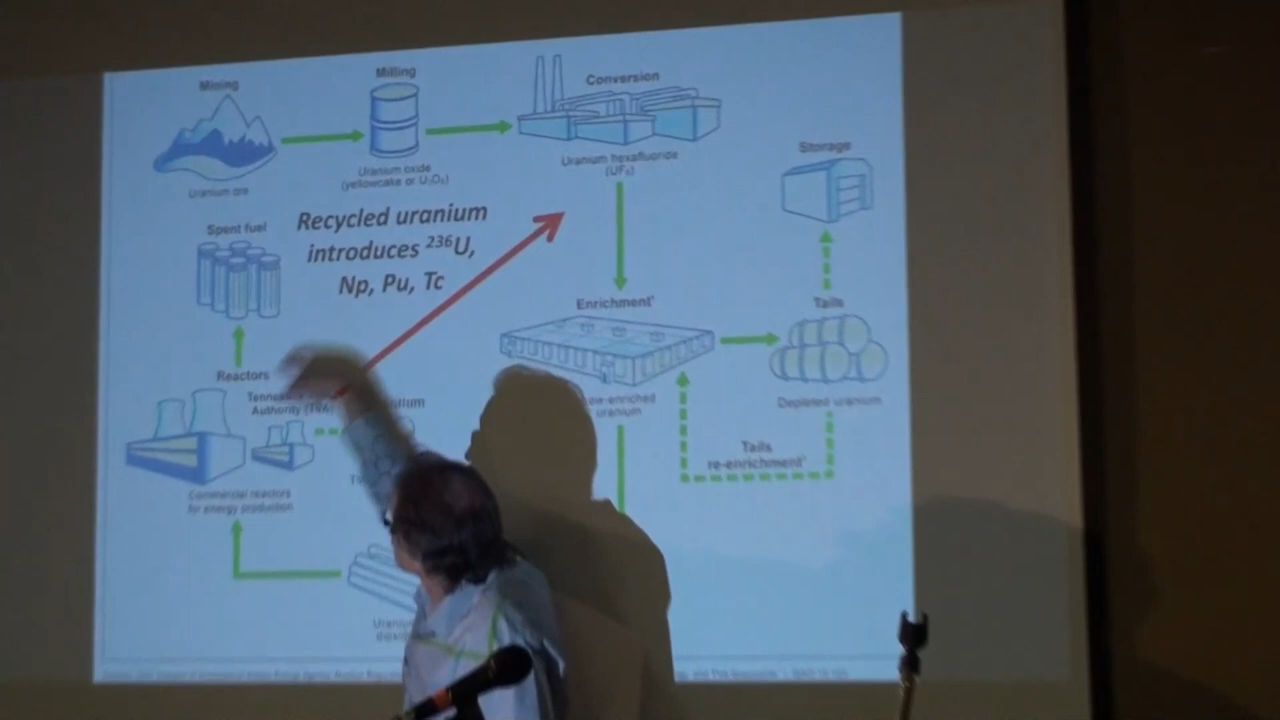 Mining
Milling
Conversion
Uranium ore
Uranium oxide
(yellowcake or U₃O₈)
Uranium hexafluoride
(UF₆)
Storage
Recycled uranium
introduces ²³⁶U,
Np, Pu, Tc
Spent fuel
Enrichment
Tails
Reactors
Authority (TVA)
uranium
Depleted uranium
Tails
re-enrichment
Commercial reactors
for energy production